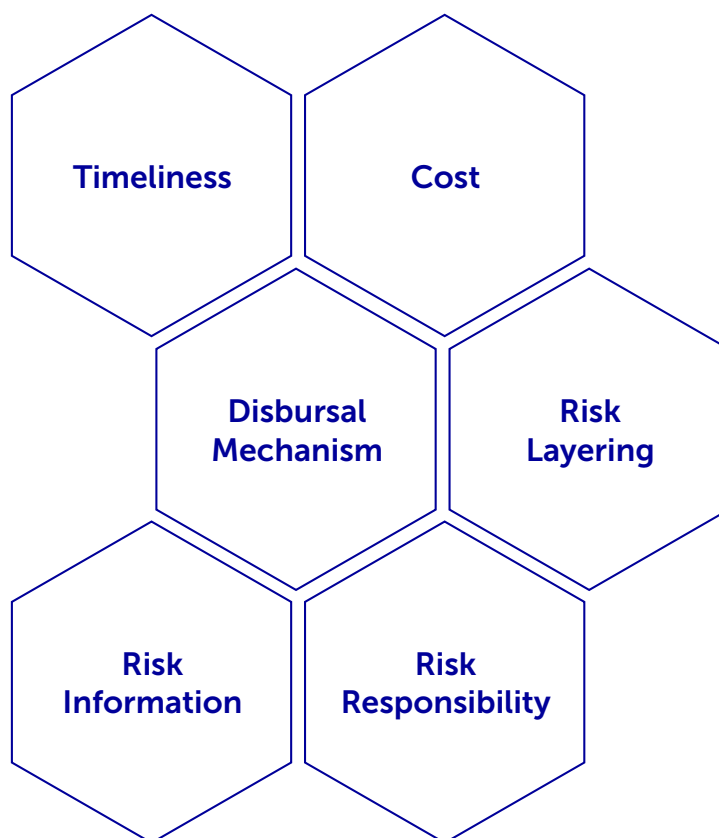 Timeliness
Cost
Disbursal
Mechanism
Risk
Layering
Risk
Information
Risk
Responsibility